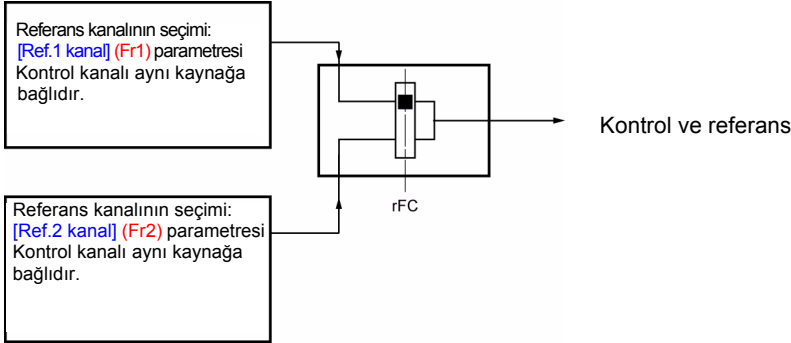 Referans kanalının seçimi:
[Ref.1 kanal] (Fr1) parametresi
Kontrol kanalı aynı kaynağa
bağlıdır.
Kontrol ve referans
rFC
Referans kanalının seçimi:
[Ref.2 kanal] (Fr2) parametresi
Kontrol kanalı aynı kaynağa
bağlıdır.